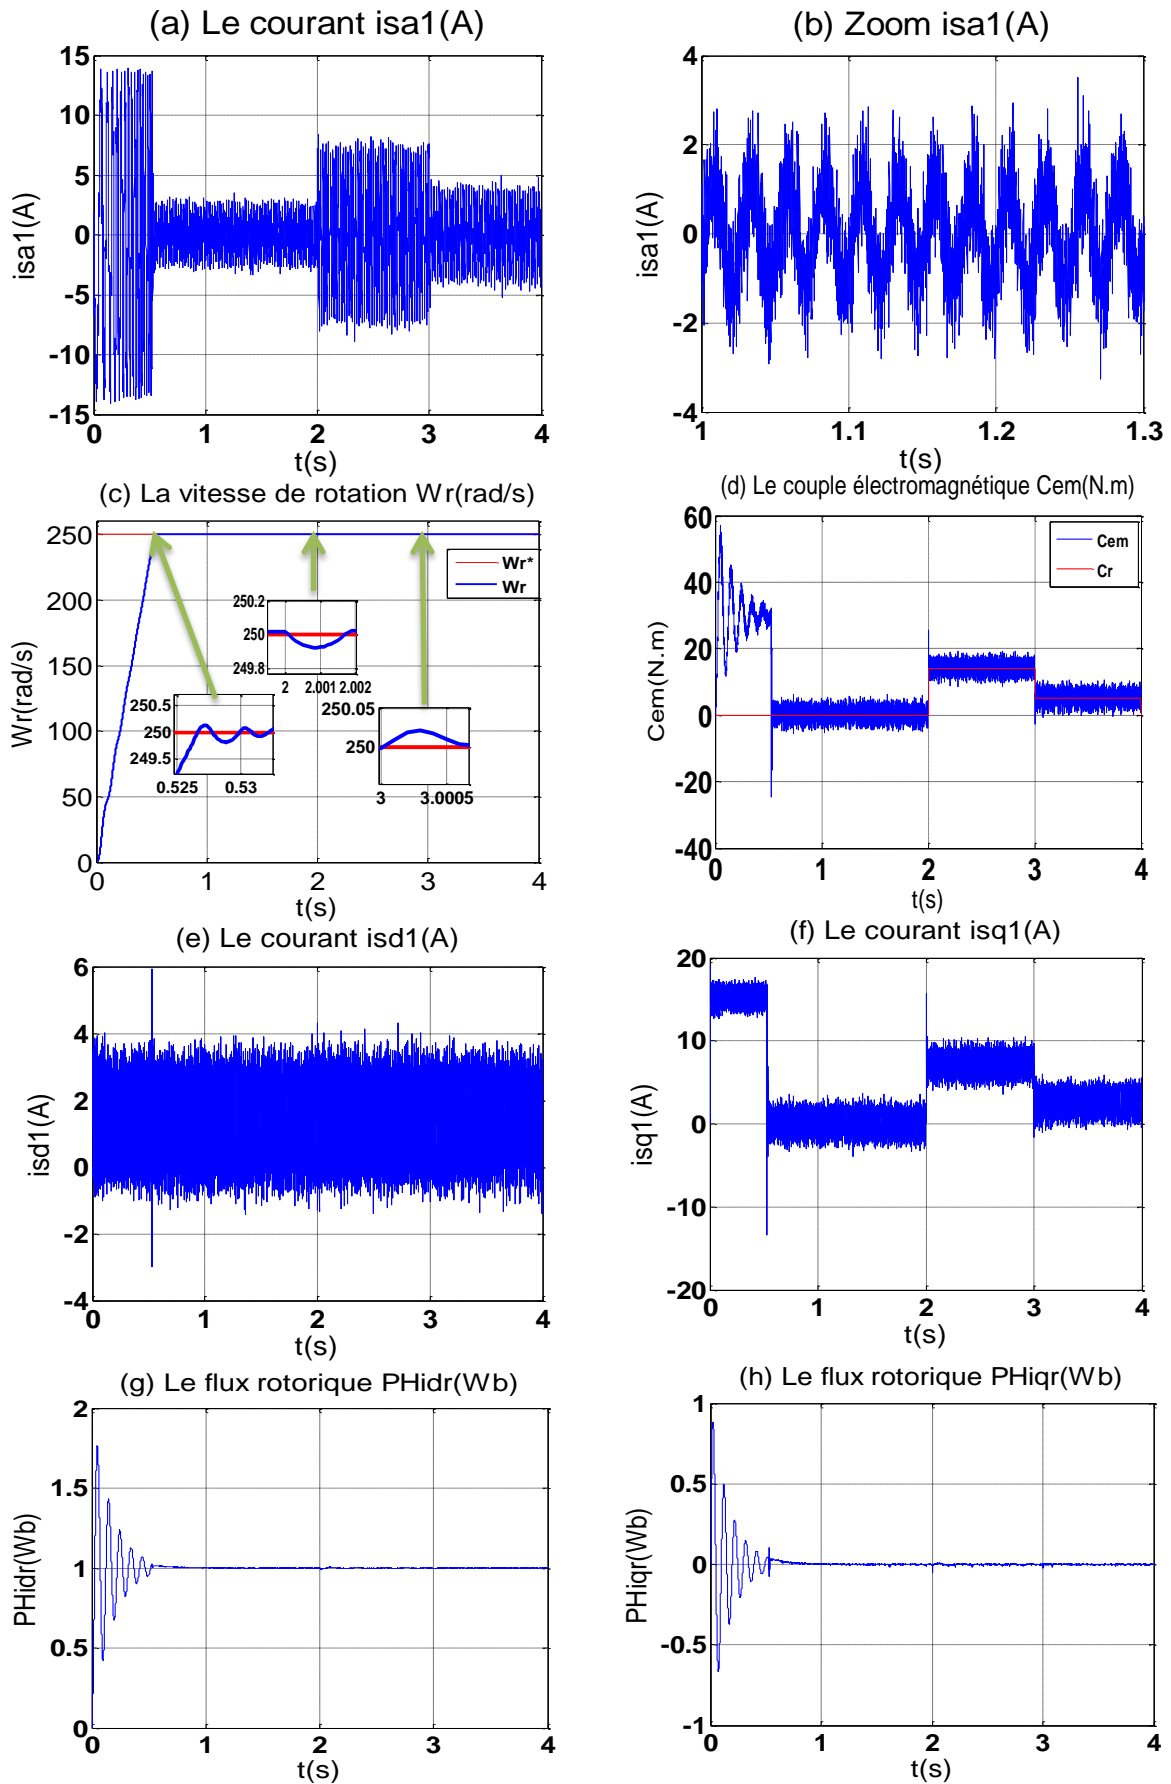 (a) Le courant isa1(A)
15
10
5
0
-5
-10
-15
isa1(A)
0 1 2 3 4
t(s)
(b) Zoom isa1(A)
4
2
0
-2
-4
isa1(A)
1 1.1 1.2 1.3
t(s)
(c) La vitesse de rotation Wr(rad/s)
250
200
150
100
50
0
Wr(rad/s)
Wr*
Wr
250.2
250
249.8
2 2.001 2.002
250.5
250
249.5
0.525 0.53
250.05
250
3 3.0005
0 1 2 3 4
t(s)
(d) Le couple électromagnétique Cem(N.m)
60
40
20
0
-20
-40
Cem(N.m)
Cem
Cr
0 1 2 3 4
t(s)
(e) Le courant isd1(A)
6
4
2
0
-2
-4
isd1(A)
0 1 2 3 4
t(s)
(f) Le courant isq1(A)
20
10
0
-10
-20
isq1(A)
0 1 2 3 4
t(s)
(g) Le flux rotorique PHidr(Wb)
2
1.5
1
0.5
0
PHidr(Wb)
0 1 2 3 4
t(s)
(h) Le flux rotorique PHiqr(Wb)
1
0.5
0
-0.5
-1
PHiqr(Wb)
0 1 2 3 4
t(s)